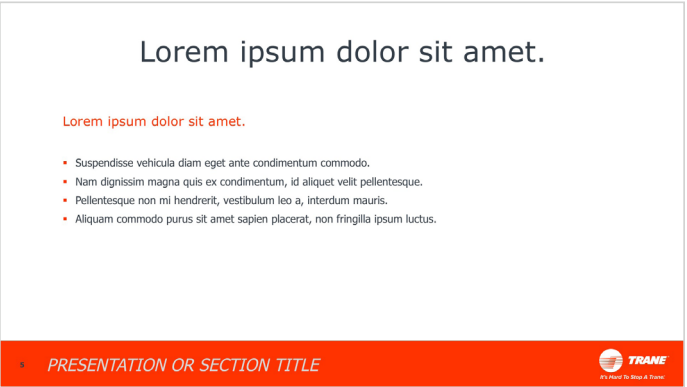 Lorem ipsum dolor sit amet.
Lorem ipsum dolor sit amet.
▪ Suspendisse vehicula diam eget ante condimentum commodo.
▪ Nam dignissim magna quis ex condimentum, id aliquet velit pellentesque.
▪ Pellentesque non mi hendrerit, vestibulum leo a, interdum mauris.
▪ Aliquam commodo purus sit amet sapien placerat, non fringilla ipsum luctus.
5 PRESENTATION OR SECTION TITLE
TRANE
It's Hard To Stop A Trane.